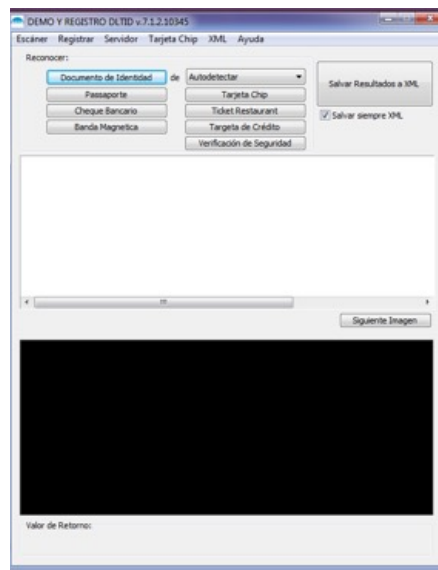 DEMO Y REGISTRO DLTID v.7.1.2.10345
Escáner Registrar Servidor Tarjeta Chip XML Ayuda
Reconocer:
Documento de Identidad de Autodetectar
Salvar Resultados a XML
Passaporte Tarjeta Chip
Cheque Bancario Ticket Restaurant
Salvar siempre XML
Banda Magnetica Targeta de Crédito
Verificación de Seguridad
Siguiente Imagen
Valor de Retorno: